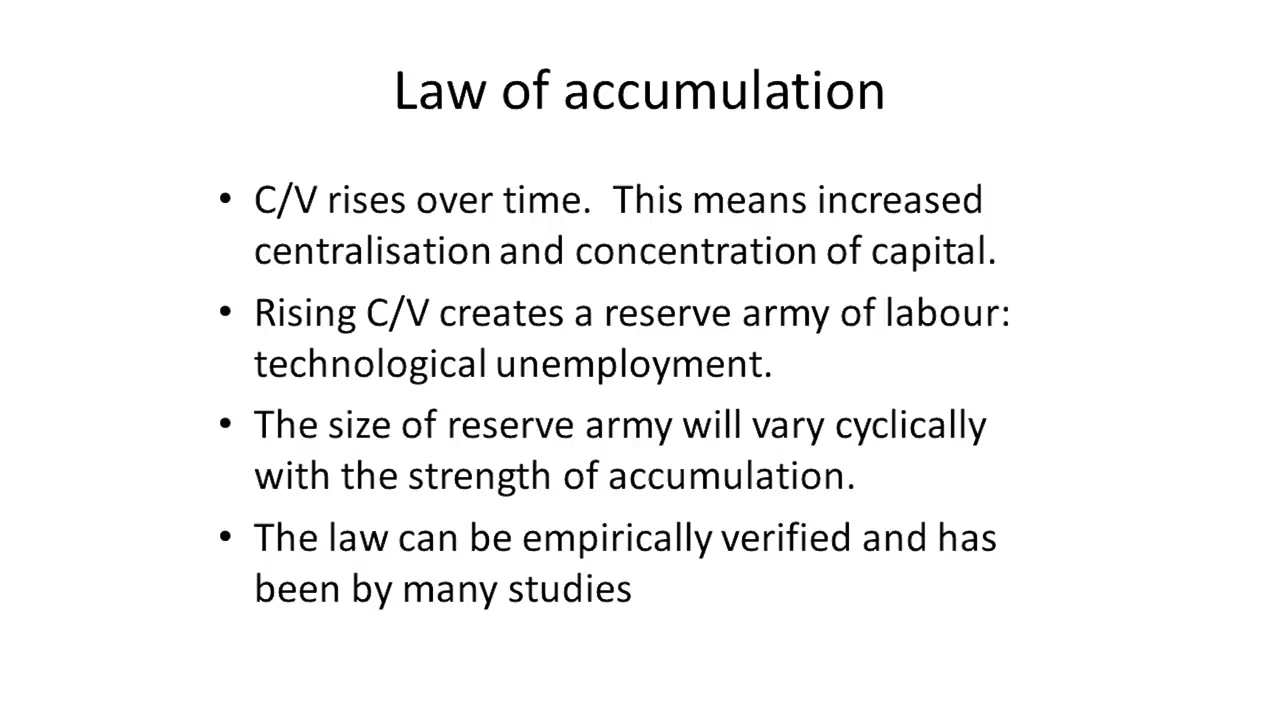 Law of accumulation
• C/V rises over time.  This means increased
centralisation and concentration of capital.
• Rising C/V creates a reserve army of labour:
technological unemployment.
• The size of reserve army will vary cyclically
with the strength of accumulation.
• The law can be empirically verified and has
been by many studies